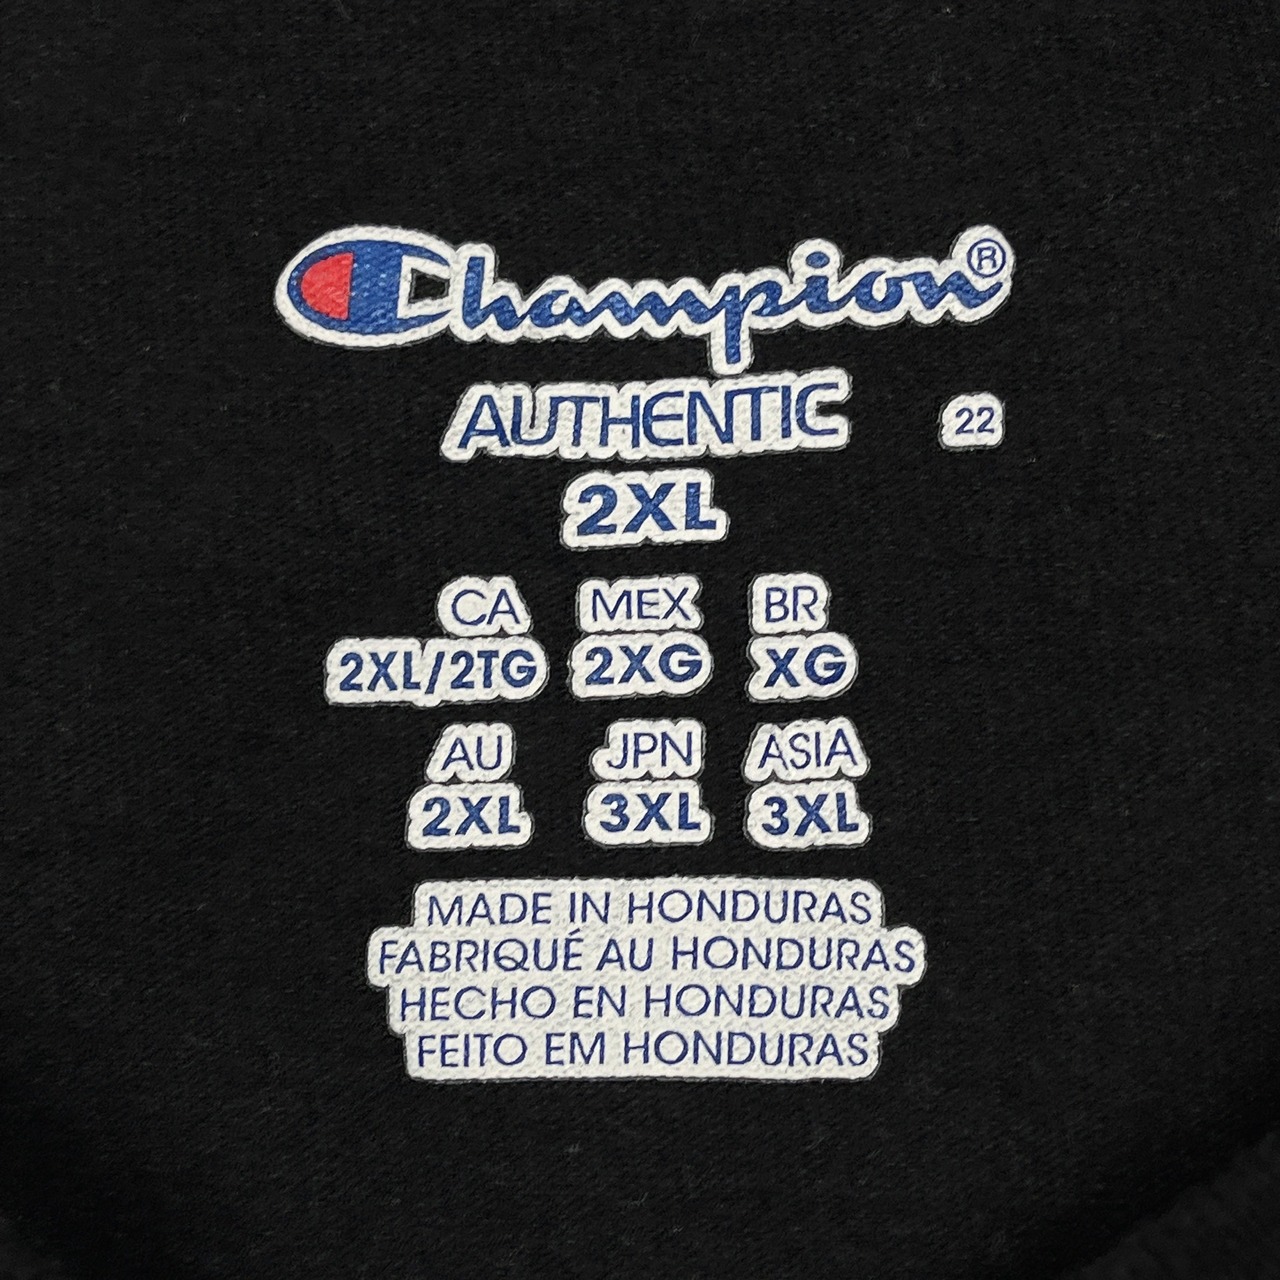 Champion®
AUTHENTIC 22
2XL
CA MEX BR
2XL/2TG 2XG XG
AU JPN ASIA
2XL 3XL 3XL
MADE IN HONDURAS
FABRIQUÉ AU HONDURAS
HECHO EN HONDURAS
FEITO EM HONDURAS